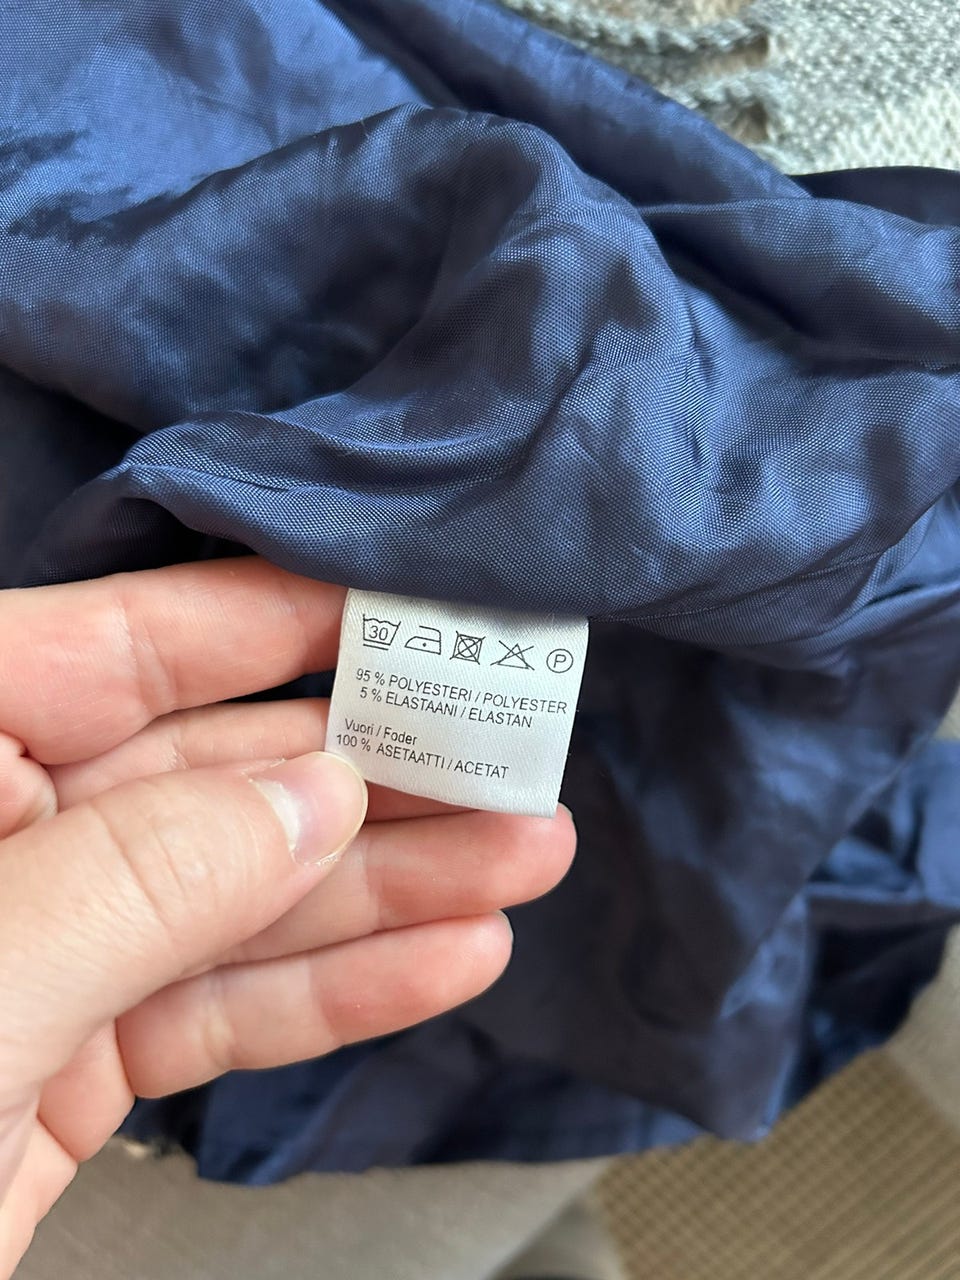 30 P
95 % POLYESTERI / POLYESTER
5 % ELASTAANI / ELASTAN
Vuori / Foder
100 % ASETAATTI / ACETAT